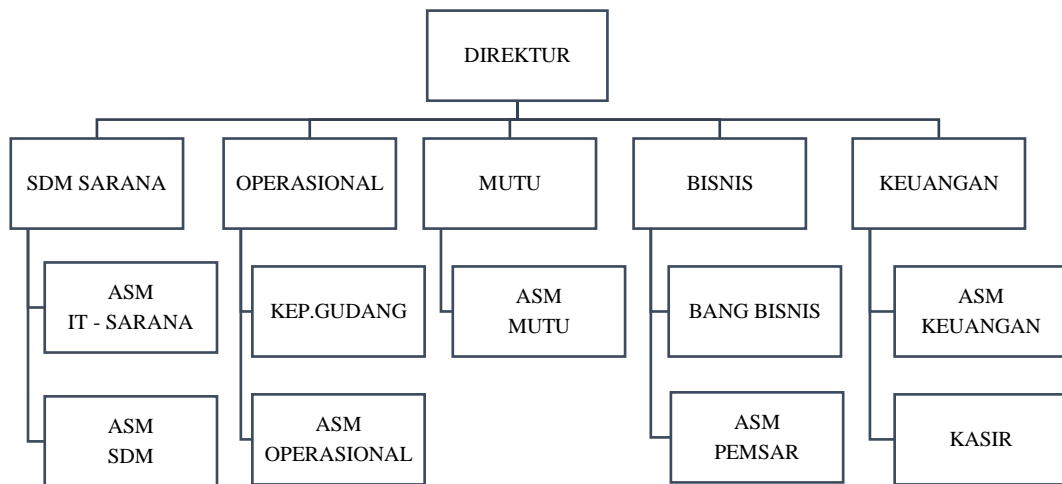 DIREKTUR
SDM SARANA
OPERASIONAL
MUTU
BISNIS
KEUANGAN
ASM
IT - SARANA
KEP.GUDANG
ASM
MUTU
BANG BISNIS
ASM
KEUANGAN
ASM
SDM
ASM
OPERASIONAL
ASM
PEMSAR
KASIR